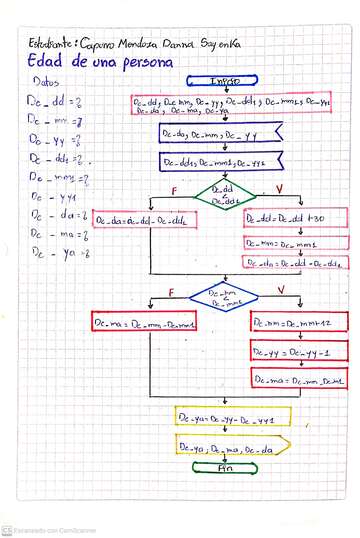 Estudiante: Capuno Mendoza Danna Sayenka
Edad de una persona
Datos
Dc_dd = ?
Dc_mm = ?
Dc_yy = ?
Dc_dd1 = ?
Dc_mm1 = ?
Dc_yy1
Dc_da = ?
Dc_ma = ?
Dc_ya = ?
Inicio
Dc_dd, Dc_mm, Dc_yy, Dc_dd1, Dc_mm1, Dc_yy1
Dc_da, Dc_ma, Dc_ya
Dc_da, Dc_mm, Dc_yy
Dc_dd1, Dc_mm1, Dc_yy1
Dc_dd
<
Dc_dd1
F
V
Dc_da = Dc_dd - Dc_dd1
Dc_dd = Dc_dd + 30
Dc_mm = Dc_mm1
Dc_da = Dc_dd - Dc_dd1
Dc_mm
<
Dc_mm1
F
V
Dc_ma = Dc_mm - Dc_mm1
Dc_mm = Dc_mm + 12
Dc_yy = Dc_yy - 1
Dc_ma = Dc_mm
Dc_ya = Dc_yy - Dc_yy1
Dc_ya, Dc_ma, Dc_da
Fin
CS Escaneado con CamScanner